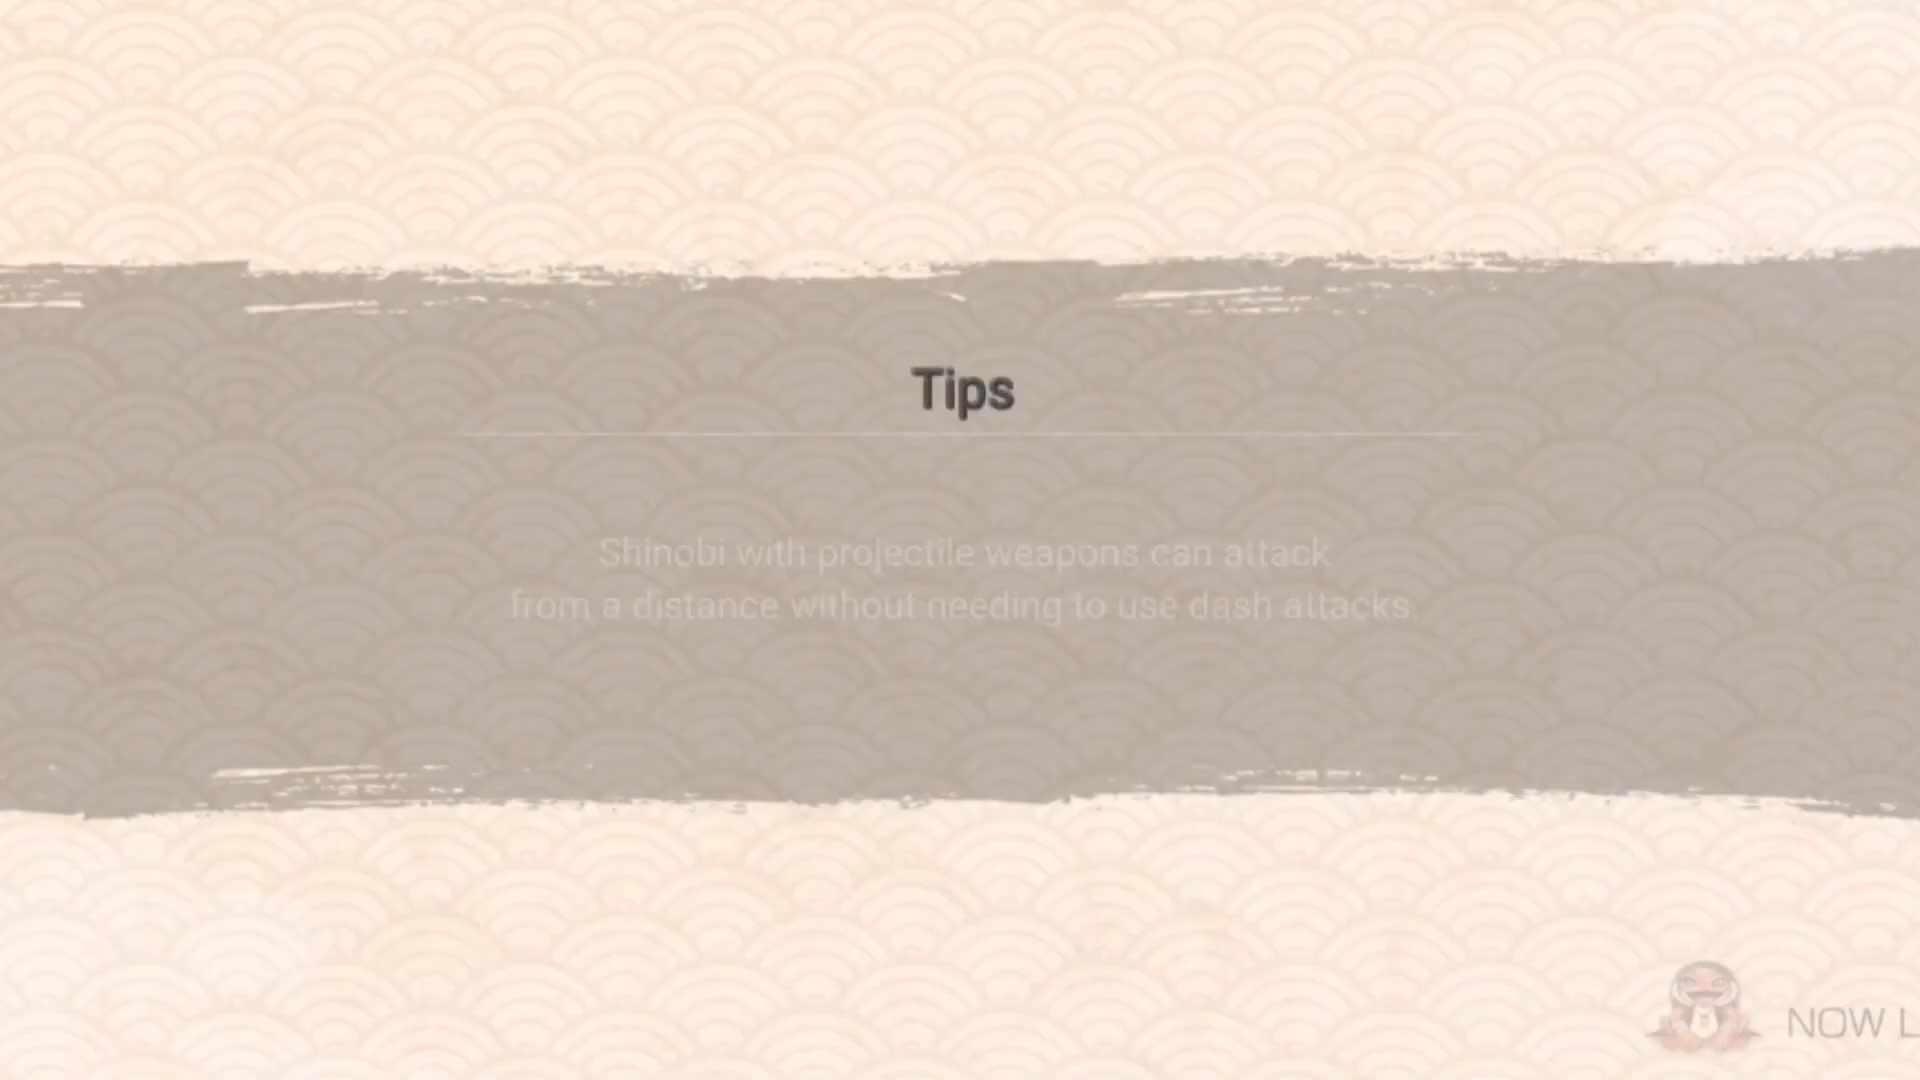 Tips
Shinobi with projectile weapons can attack
from a distance without needing to use dash attacks.
NOW L